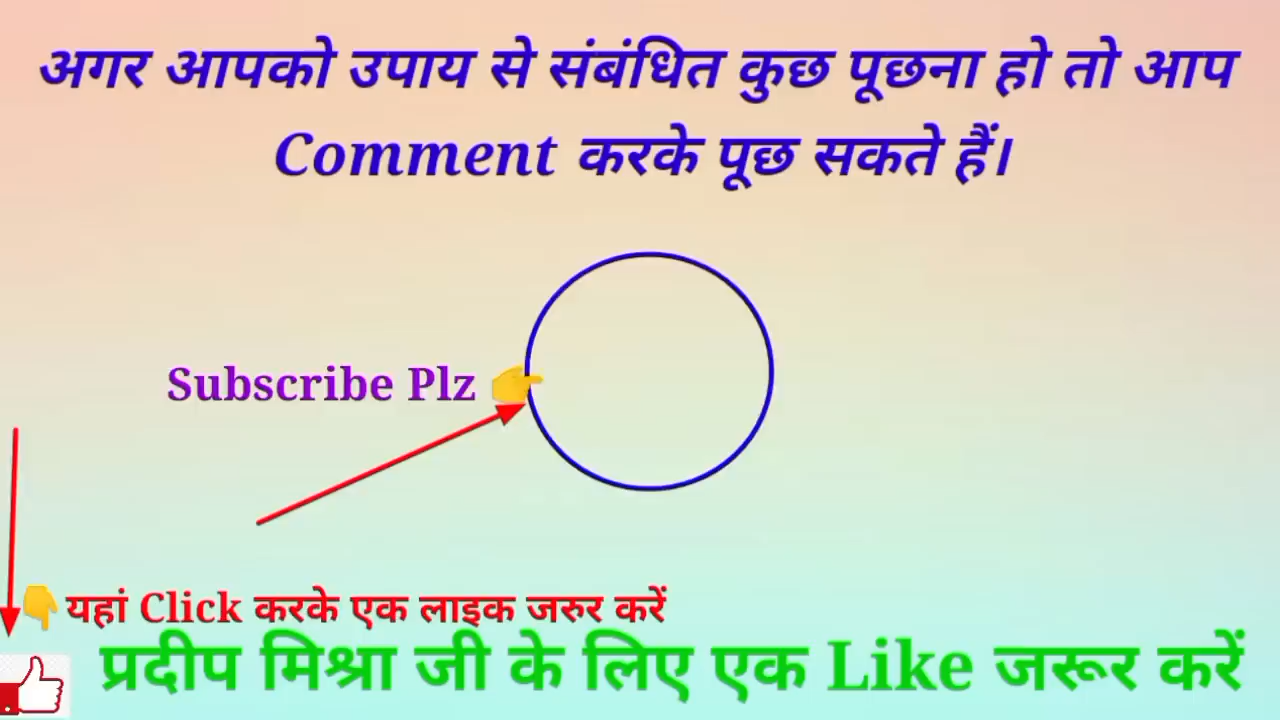 अगर आपको उपाय से संबंधित कुछ पूछना हो तो आप
Comment करके पूछ सकते हैं।
Subscribe Plz 👉
👇यहां Click करके एक लाइक जरुर करें
प्रदीप मिश्रा जी के लिए एक Like जरूर करें